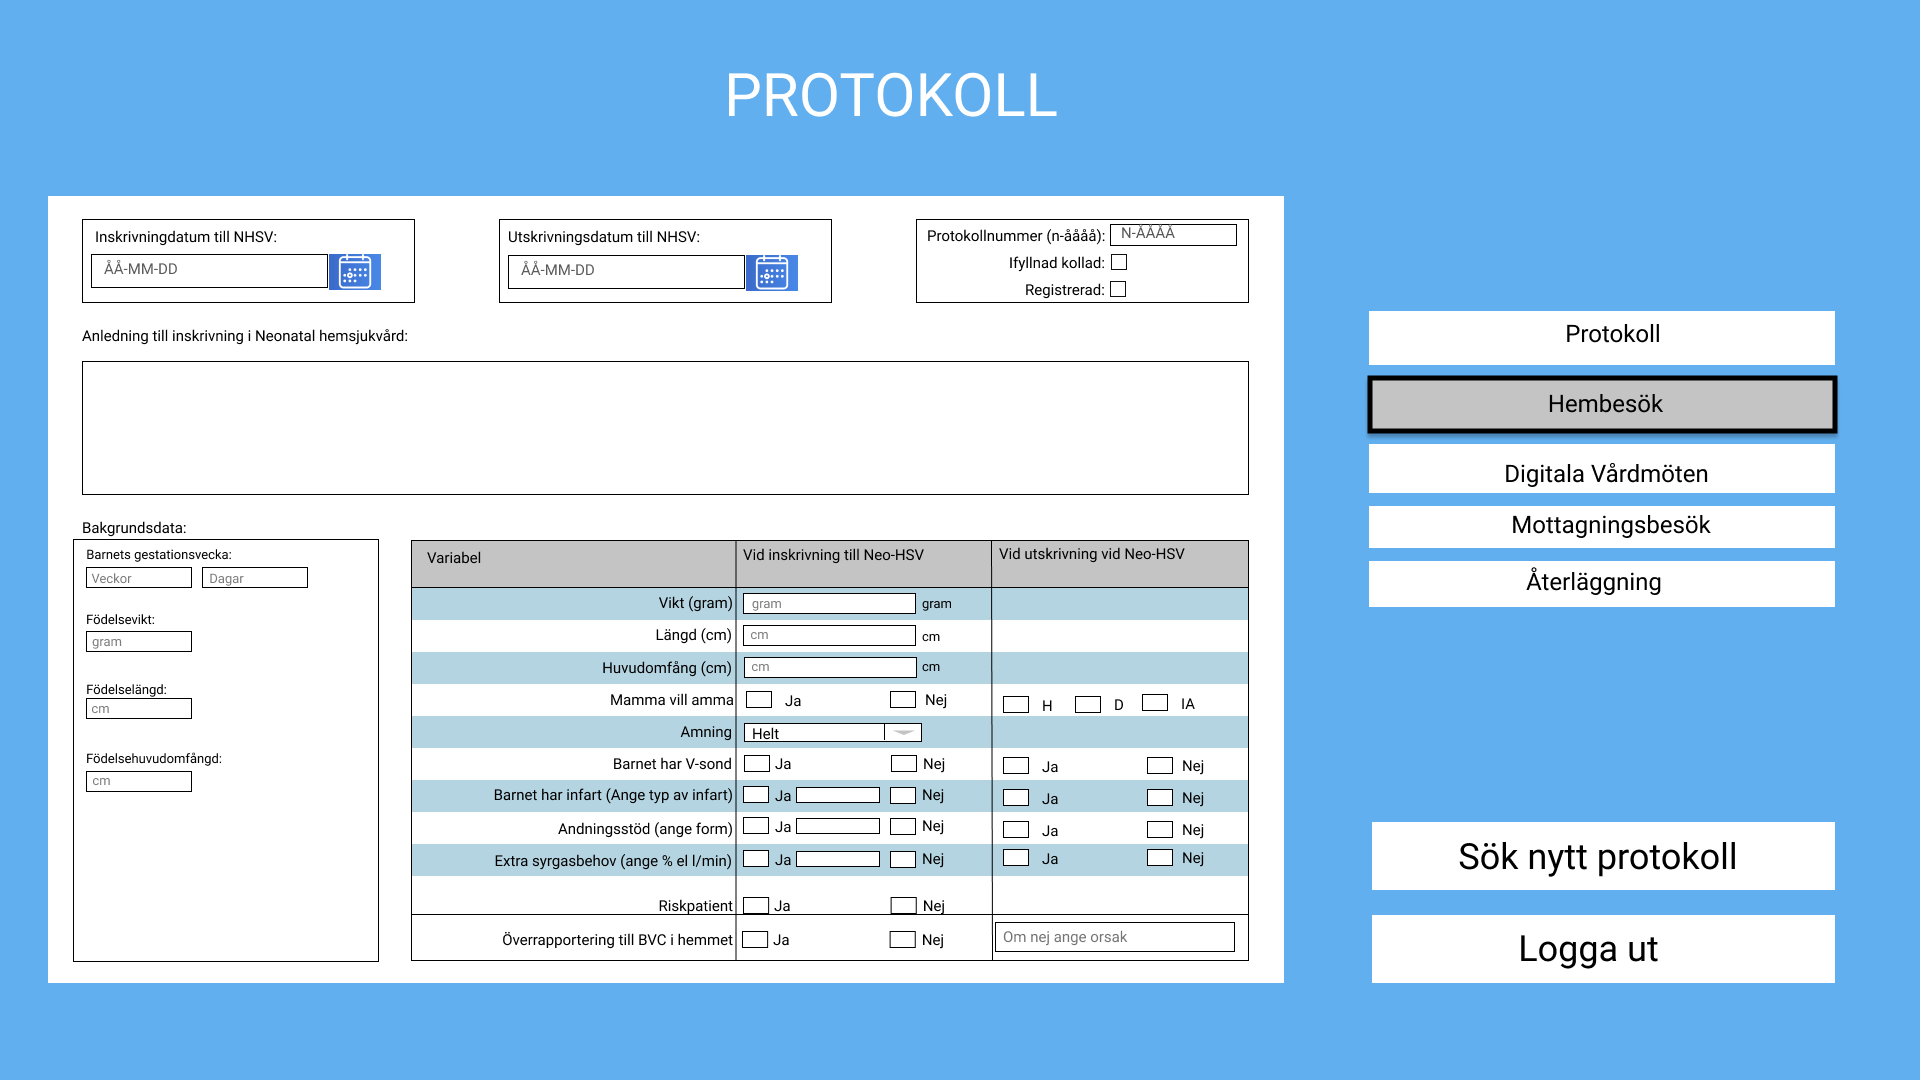 PROTOKOLL
Inskrivningdatum till NHSV:
ÅÅ-MM-DD
Utskrivningsdatum till NHSV:
ÅÅ-MM-DD
Protokollnummer (n-åååå): N-ÅÅÅÅ
Ifyllnad kollad:
Registrerad:
Anledning till inskrivning i Neonatal hemsjukvård:
Bakgrundsdata:
Barnets gestationsvecka:
Veckor Dagar
Födelsevikt:
gram
Födelselängd:
cm
Födelsehuvudomfångd:
cm
Variabel Vid inskrivning till Neo-HSV Vid utskrivning vid Neo-HSV
Vikt (gram) gram gram
Längd (cm) cm cm
Huvudomfång (cm) cm cm
Mamma vill amma Ja Nej H D IA
Amning Helt
Barnet har V-sond Ja Nej Ja Nej
Barnet har infart (Ange typ av infart) Ja Nej Ja Nej
Andningsstöd (ange form) Ja Nej Ja Nej
Extra syrgasbehov (ange % el l/min) Ja Nej Ja Nej
Riskpatient Ja Nej
Överrapportering till BVC i hemmet Ja Nej Om nej ange orsak
Protokoll
Hembesök
Digitala Vårdmöten
Mottagningsbesök
Återläggning
Sök nytt protokoll
Logga ut